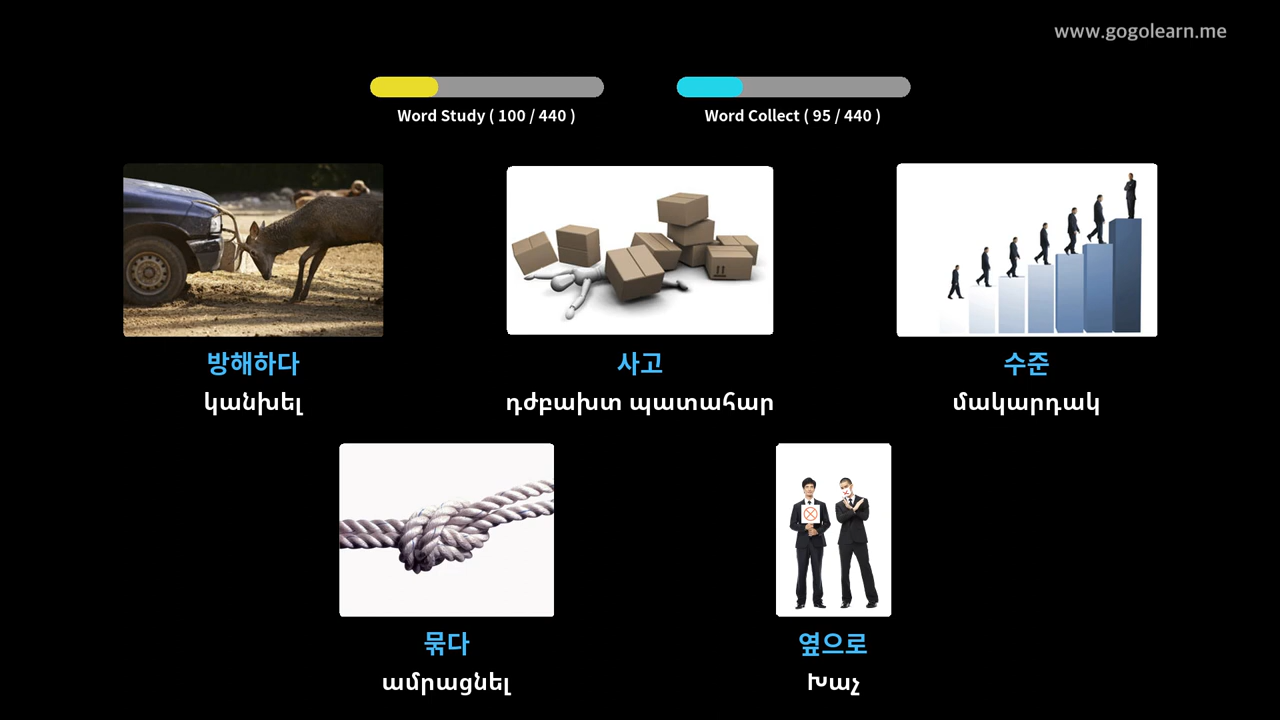 www.gogolearn.me
Word Study ( 100 / 440 )
Word Collect ( 95 / 440 )
방해하다
կանխել
사고
դժբախտ պատահար
수준
մակարդակ
묶다
ամրացնել
옆으로
Խաչ